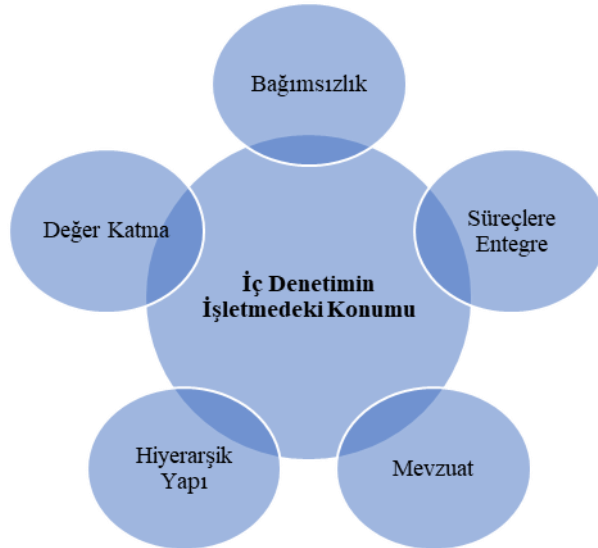 Bağımsızlık
Değer Katma
Süreçlere
Entegre
İç Denetimin
İşletmedeki Konumu
Hiyerarşik
Yapı
Mevzuat